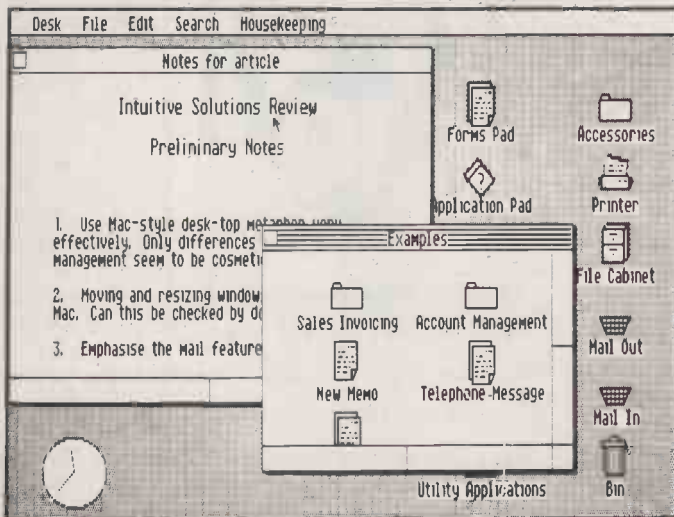 Desk File Edit Search Housekeeping
Notes for article
Intuitive Solutions Review
Preliminary Notes
1. Use Mac-style desk-top metaphor very
effectively. Only differences
management seem to be cosmeti
2. Moving and resizing window
Mac. Can this be checked by d
3. Emphasise the mail feature
Forms Pad
Accessories
Application Pad
Printer
File Cabinet
Mail Out
Mail In
Bin
Examples
Sales Invoicing
Account Management
New Memo
Telephone-Message
Utility Applications